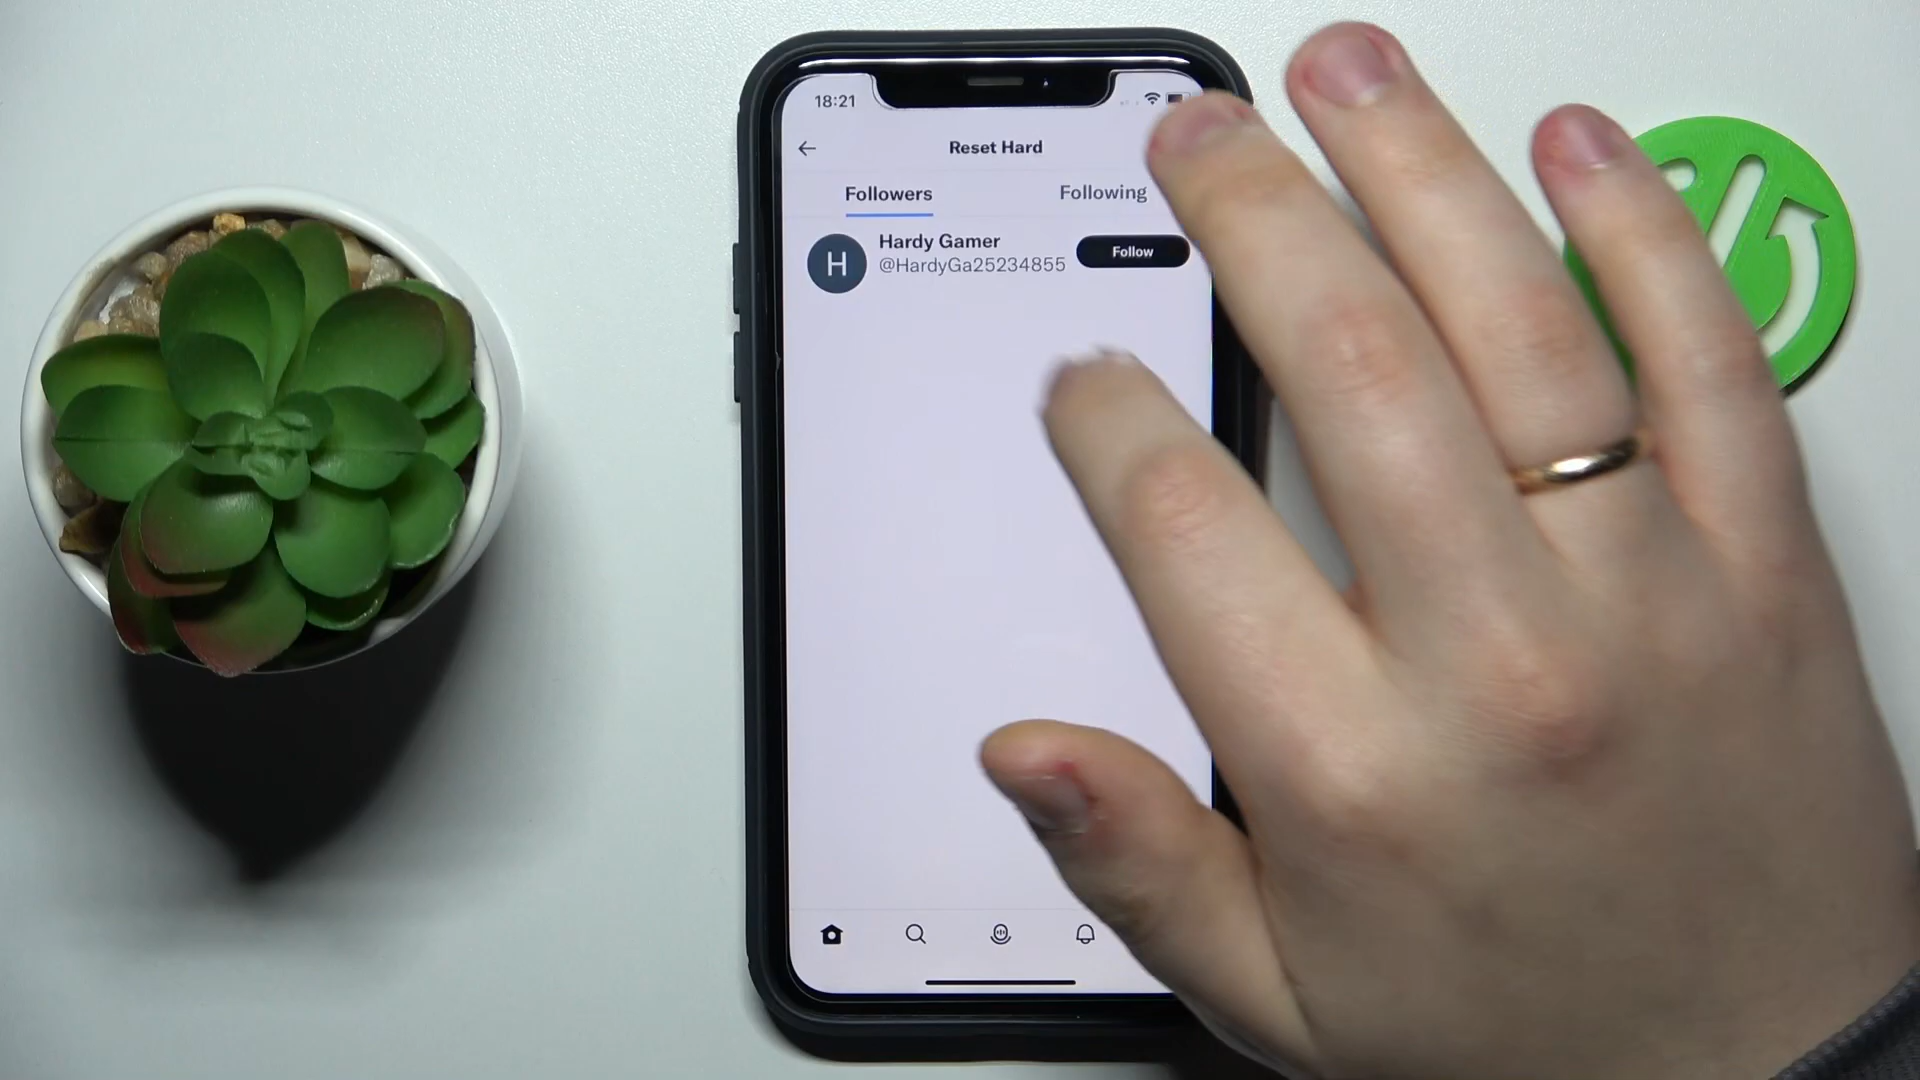 18:21
Reset Hard
Followers Following
Hardy Gamer
@HardyGa25234855
Follow
H